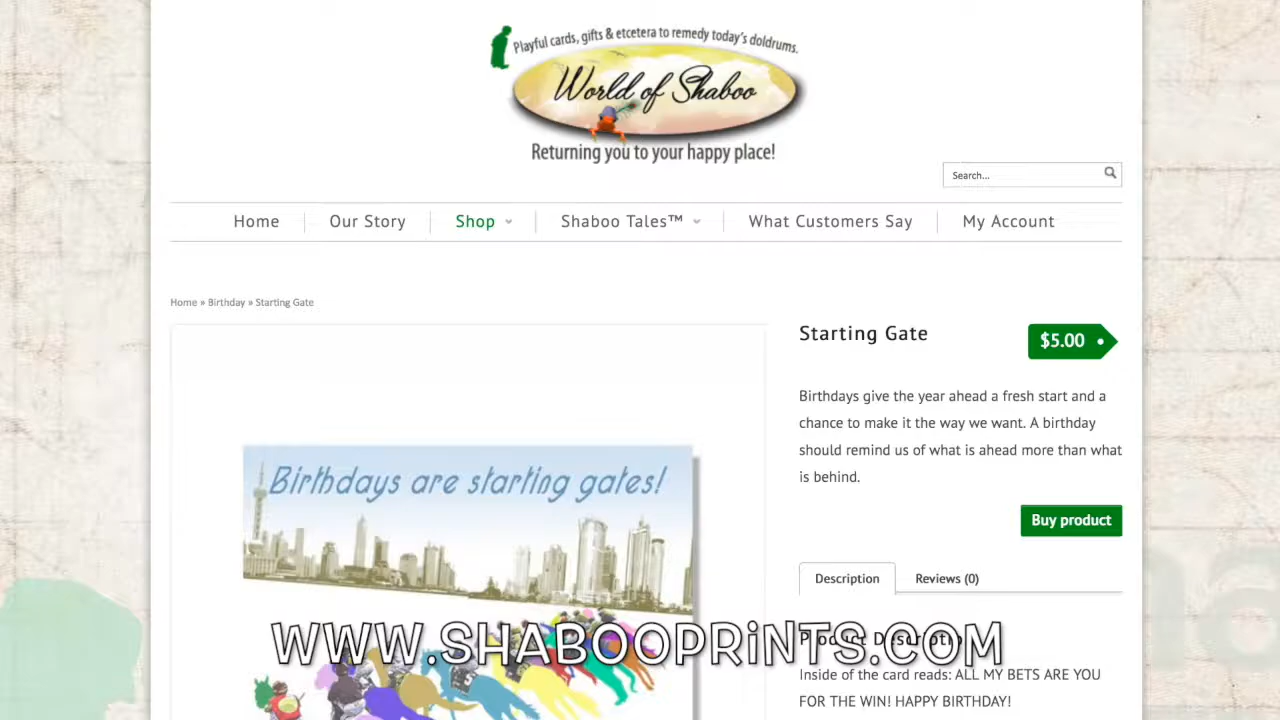 Playful cards, gifts & etcetera to remedy today's doldrums.
World of Shaboo
Returning you to your happy place!
Search...
Home
Our Story
Shop
Shaboo Tales™
What Customers Say
My Account
Home » Birthday » Starting Gate
Starting Gate
$5.00
Birthdays give the year ahead a fresh start and a
chance to make it the way we want. A birthday
should remind us of what is ahead more than what
is behind.
Buy product
Birthdays are starting gates!
Description
Reviews (0)
Product Description
WWW.SHABOOPRINTS.COM
Inside of the card reads: ALL MY BETS ARE YOU
FOR THE WIN! HAPPY BIRTHDAY!